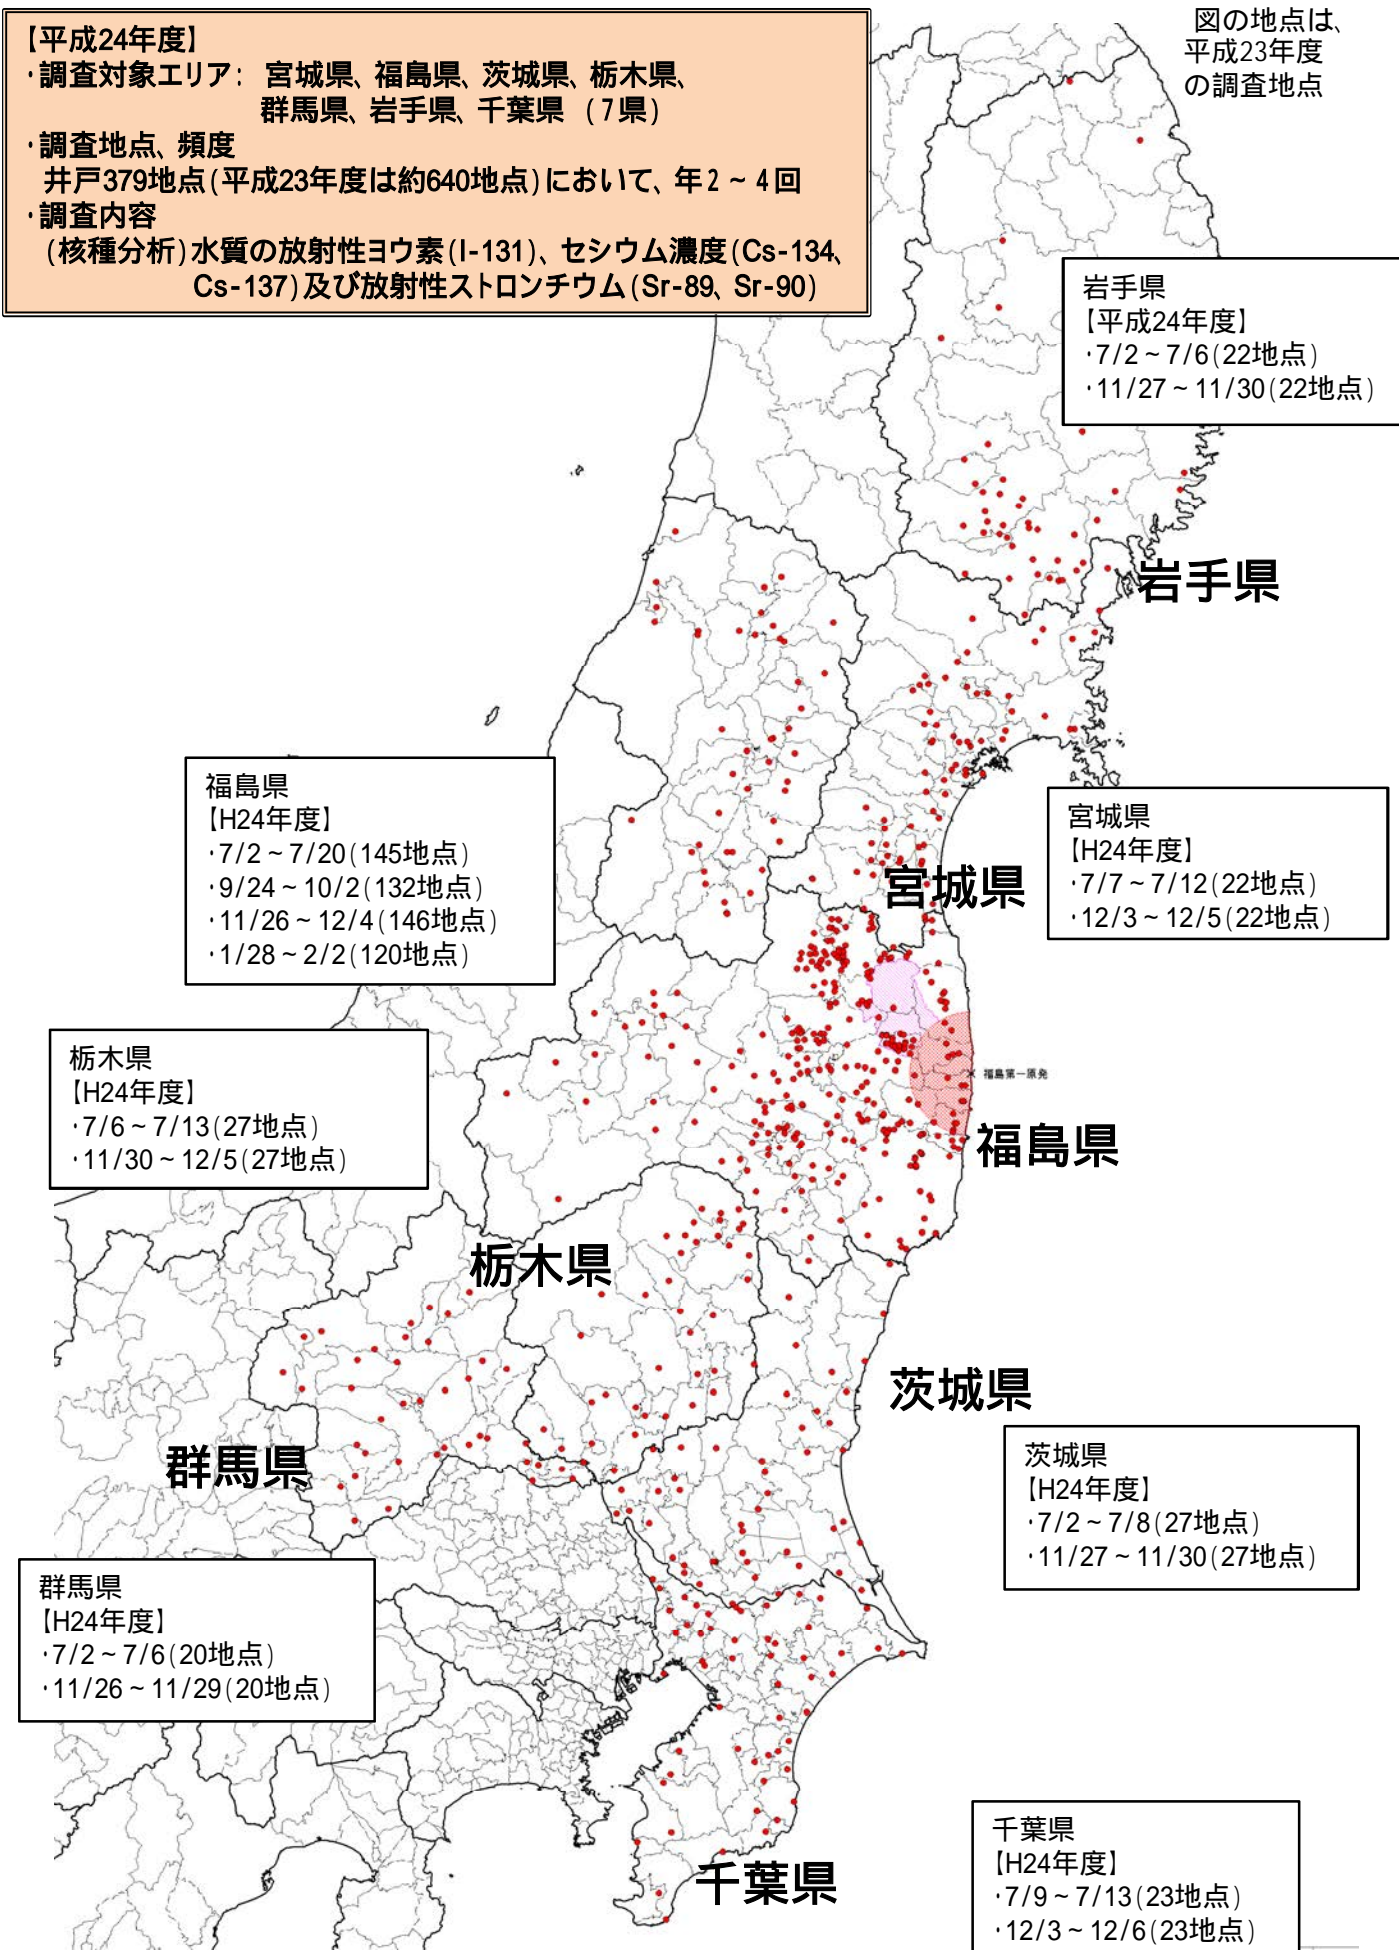 【平成24年度】
・調査対象エリア： 宮城県、福島県、茨城県、栃木県、
群馬県、岩手県、千葉県 (7県)
・調査地点、頻度
井戸379地点(平成23年度は約640地点)において、年2～4回
・調査内容
(核種分析)水質の放射性ヨウ素(I-131)、セシウム濃度(Cs-134、
Cs-137)及び放射性ストロンチウム(Sr-89、Sr-90)
図の地点は、
平成23年度
の調査地点
岩手県
【平成24年度】
・7/2～7/6(22地点)
・11/27～11/30(22地点)
岩手県
福島県
【H24年度】
・7/2～7/20(145地点)
・9/24～10/2(132地点)
・11/26～12/4(146地点)
・1/28～2/2(120地点)
宮城県
【H24年度】
・7/7～7/12(22地点)
・12/3～12/5(22地点)
宮城県
栃木県
【H24年度】
・7/6～7/13(27地点)
・11/30～12/5(27地点)
福島第一原発
福島県
栃木県
茨城県
群馬県
茨城県
【H24年度】
・7/2～7/8(27地点)
・11/27～11/30(27地点)
群馬県
【H24年度】
・7/2～7/6(20地点)
・11/26～11/29(20地点)
千葉県
千葉県
【H24年度】
・7/9～7/13(23地点)
・12/3～12/6(23地点)